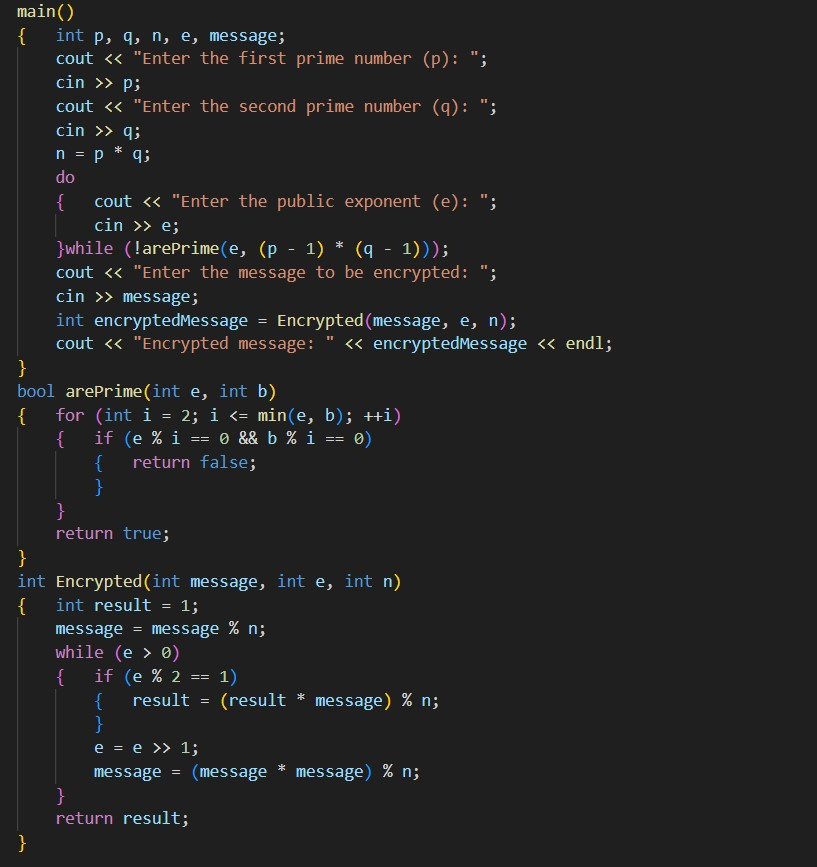 main()
{   int p, q, n, e, message;
    cout << "Enter the first prime number (p): ";
    cin >> p;
    cout << "Enter the second prime number (q): ";
    cin >> q;
    n = p * q;
    do
    {   cout << "Enter the public exponent (e): ";
        cin >> e;
    }while (!arePrime(e, (p - 1) * (q - 1)));
    cout << "Enter the message to be encrypted: ";
    cin >> message;
    int encryptedMessage = Encrypted(message, e, n);
    cout << "Encrypted message: " << encryptedMessage << endl;
}
bool arePrime(int e, int b)
{   for (int i = 2; i <= min(e, b); ++i)
    {   if (e % i == 0 && b % i == 0)
        {   return false;
        }
    }
    return true;
}
int Encrypted(int message, int e, int n)
{   int result = 1;
    message = message % n;
    while (e > 0)
    {   if (e % 2 == 1)
        {   result = (result * message) % n;
        }
        e = e >> 1;
        message = (message * message) % n;
    }
    return result;
}